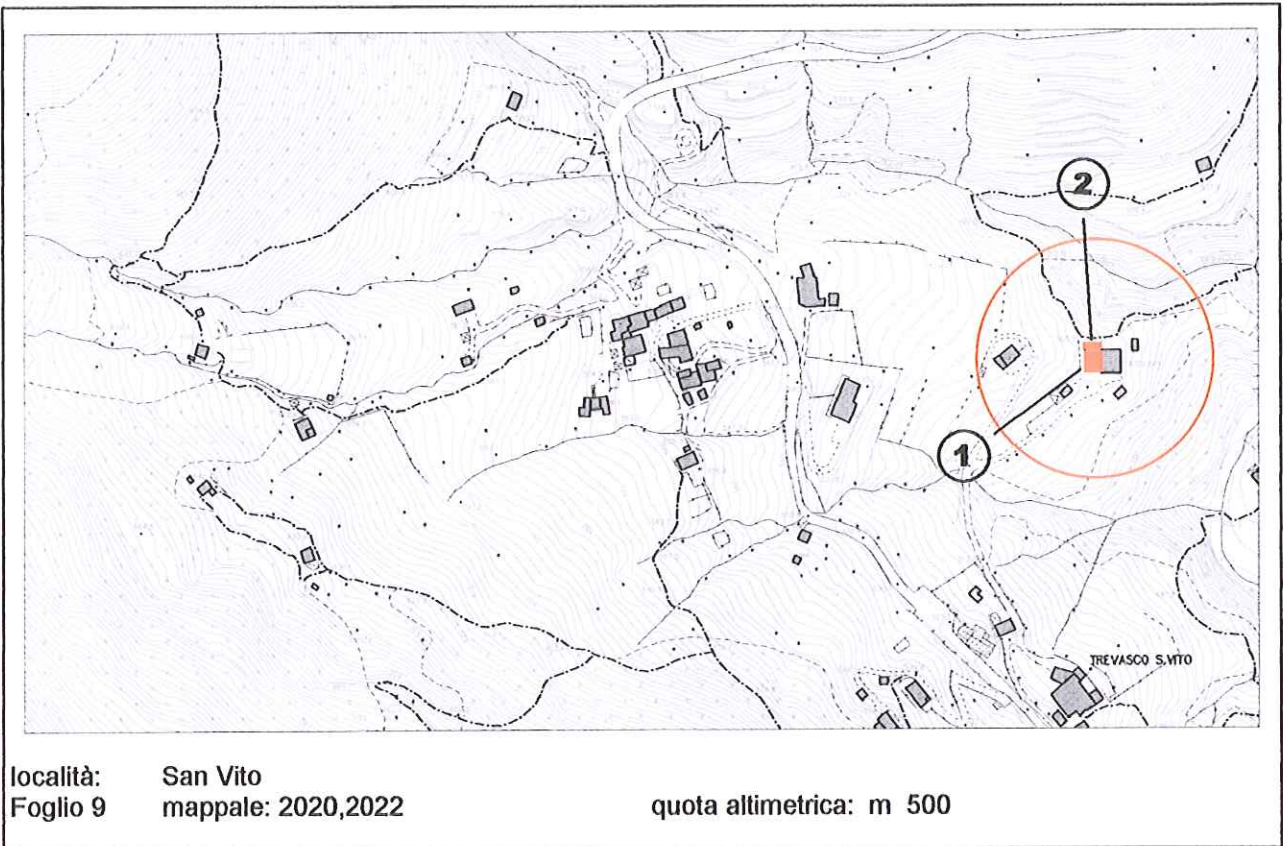 2
1
TREVASCO S.VITO
località: San Vito
Foglio 9 mappale: 2020,2022 quota altimetrica: m 500